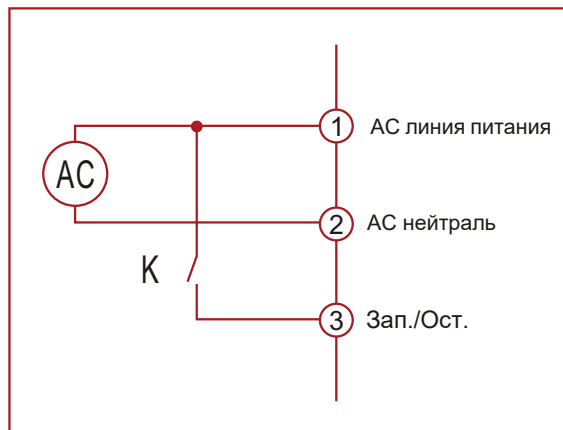 1 АС линия питания
AC
2 АС нейтраль
K
3 Зап./Ост.